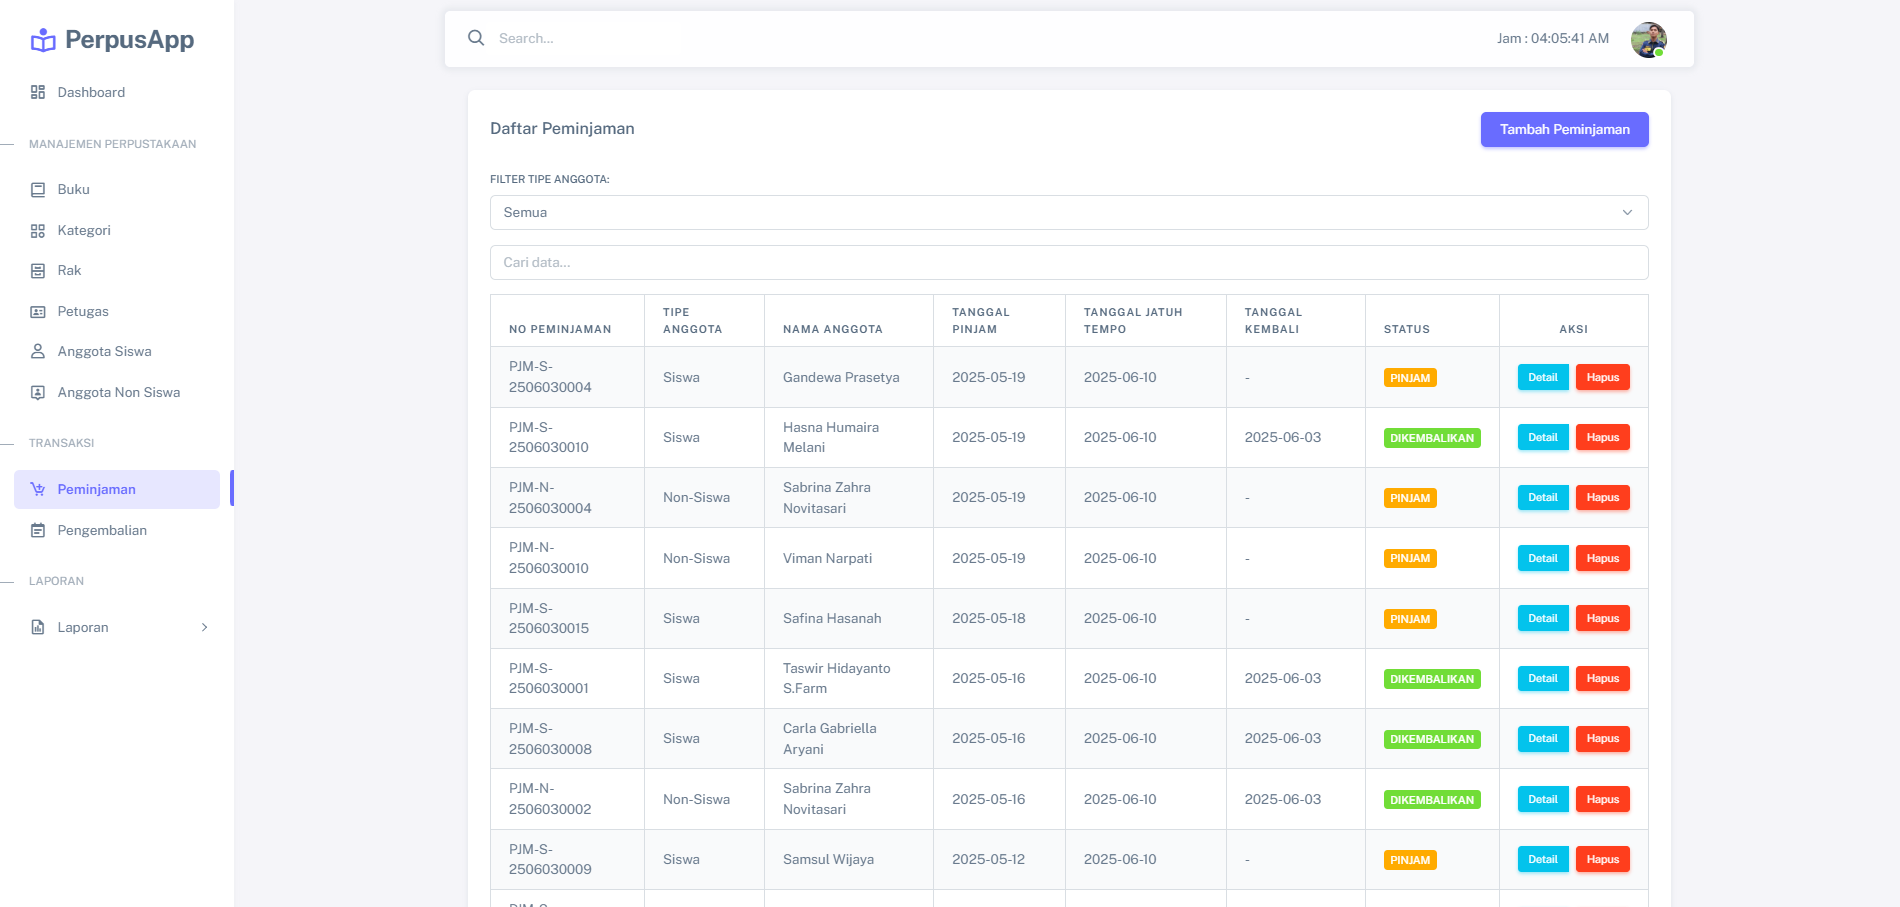 PerpusApp
Dashboard
MANAJEMEN PERPUSTAKAAN
Buku
Kategori
Rak
Petugas
Anggota Siswa
Anggota Non Siswa
TRANSAKSI
Peminjaman
Pengembalian
LAPORAN
Laporan
Search...
Jam : 04:05:41 AM
Daftar Peminjaman
Tambah Peminjaman
FILTER TIPE ANGGOTA:
Semua
Cari data...
NO PEMINJAMAN
TIPE
ANGGOTA
NAMA ANGGOTA
TANGGAL
PINJAM
TANGGAL JATUH
TEMPO
TANGGAL
KEMBALI
STATUS
AKSI
PJM-S-
2506030004
Siswa
Gandewa Prasetya
2025-05-19
2025-06-10
-
PINJAM
Detail
Hapus
PJM-S-
2506030010
Siswa
Hasna Humaira
Melani
2025-05-19
2025-06-10
2025-06-03
DIKEMBALIKAN
Detail
Hapus
PJM-N-
2506030004
Non-Siswa
Sabrina Zahra
Novitasari
2025-05-19
2025-06-10
-
PINJAM
Detail
Hapus
PJM-N-
2506030010
Non-Siswa
Viman Narpati
2025-05-19
2025-06-10
-
PINJAM
Detail
Hapus
PJM-S-
2506030015
Siswa
Safina Hasanah
2025-05-18
2025-06-10
-
PINJAM
Detail
Hapus
PJM-S-
2506030001
Siswa
Taswir Hidayanto
S.Farm
2025-05-16
2025-06-10
2025-06-03
DIKEMBALIKAN
Detail
Hapus
PJM-S-
2506030008
Siswa
Carla Gabriella
Aryani
2025-05-16
2025-06-10
2025-06-03
DIKEMBALIKAN
Detail
Hapus
PJM-N-
2506030002
Non-Siswa
Sabrina Zahra
Novitasari
2025-05-16
2025-06-10
2025-06-03
DIKEMBALIKAN
Detail
Hapus
PJM-S-
2506030009
Siswa
Samsul Wijaya
2025-05-12
2025-06-10
-
PINJAM
Detail
Hapus